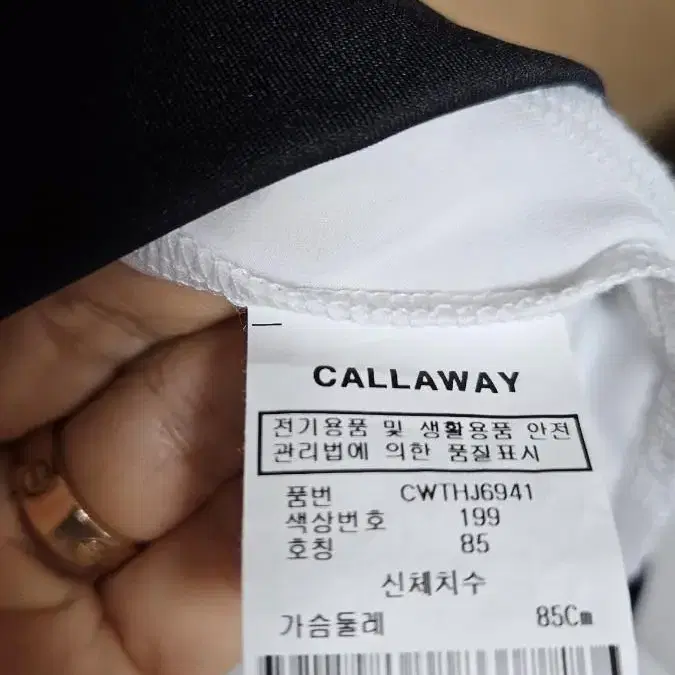 CALLAWAY
전기용품 및 생활용품 안전
관리법에 의한 품질표시
품번 CWTHJ6941
색상번호 199
호칭 85
신체치수
가슴둘레 85Cm